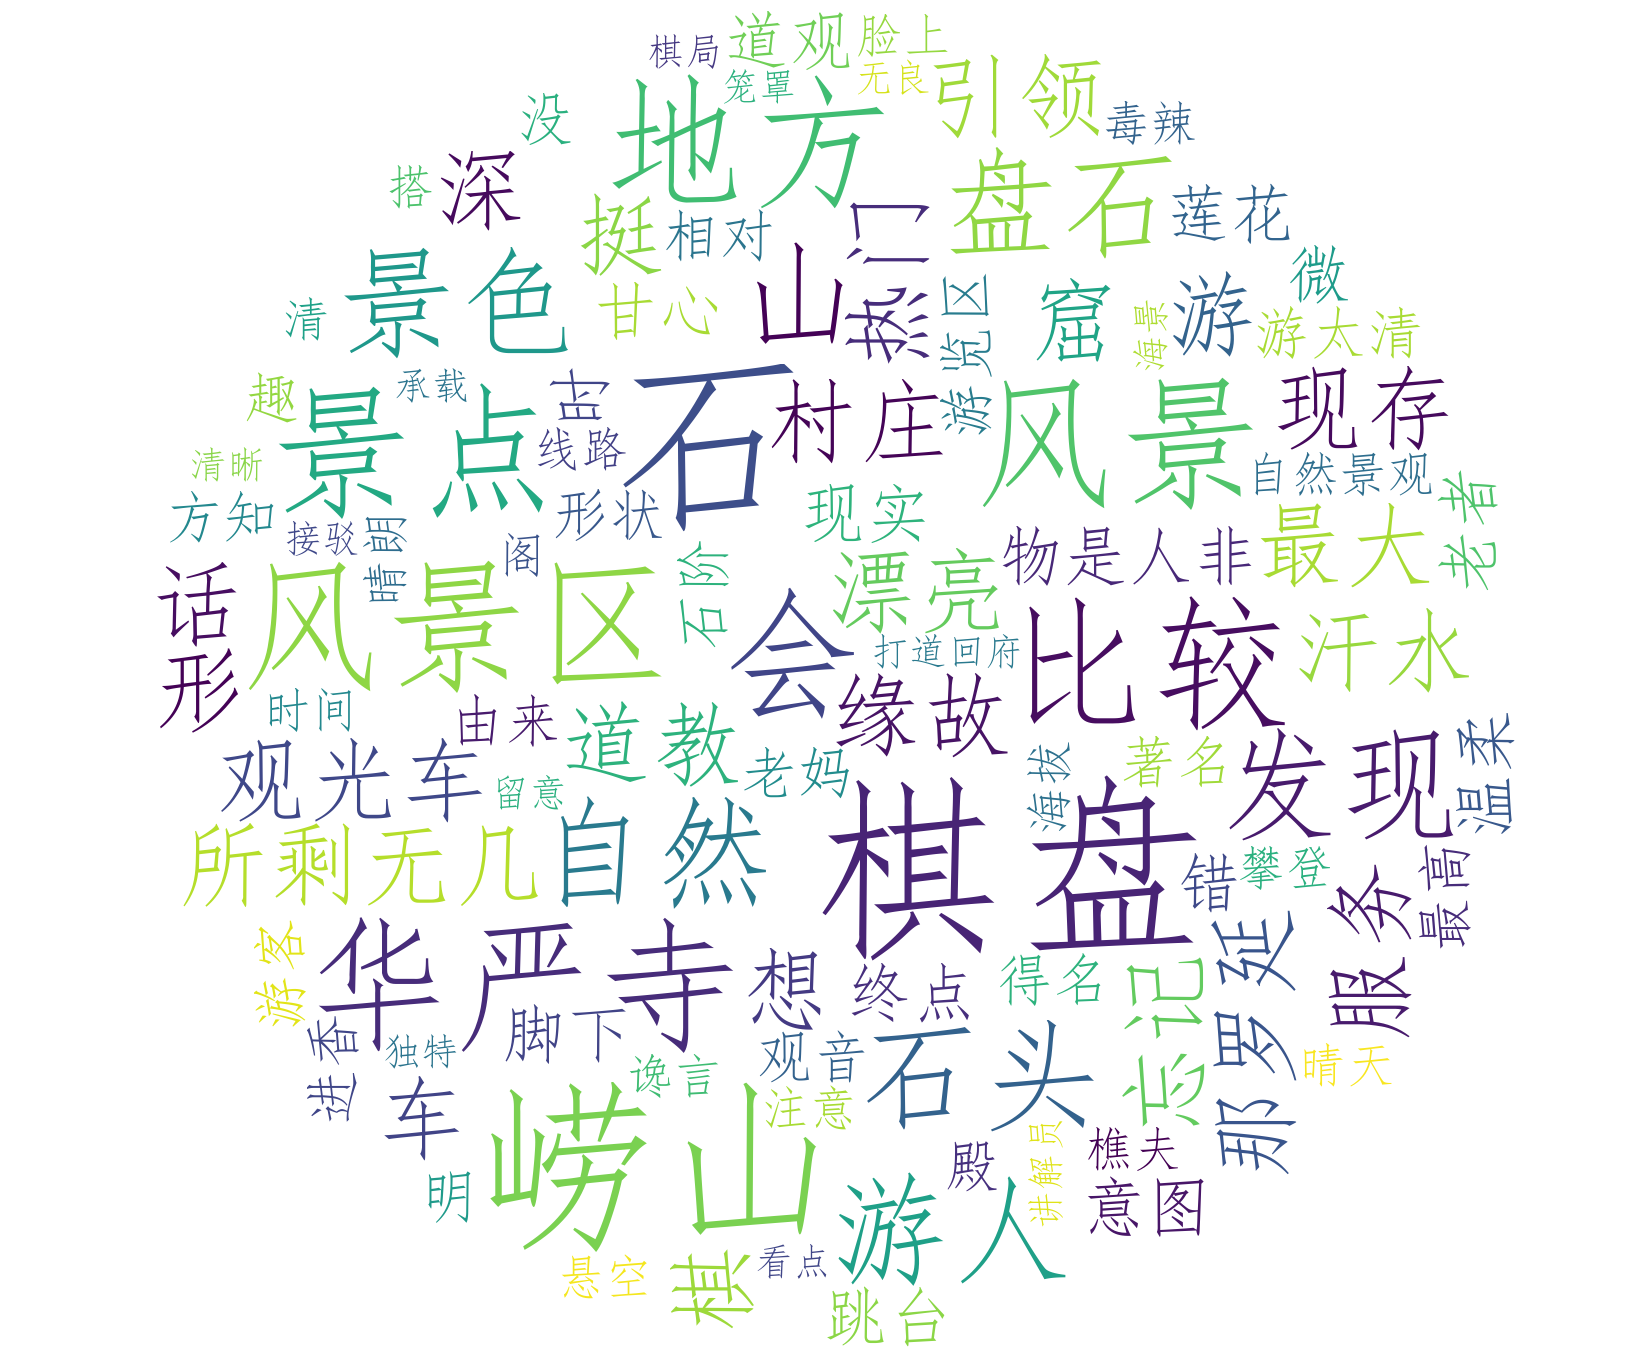 道观
脸上
棋局
笼罩
无良
引领
没
地方
毒辣
搭
深
挺
相对
热门
盘石
莲花
景色
山
清
甘心
游览区
窟
海景
游
微
游太清
趣
承载
景点
占
线路
石
村庄
风景
现存
清晰
方知
接驳
晴朗
阁
形状
石阶
现实
自然景观
老者
话
风景区
漂亮
物是人非
最大
形
会
打道回府
比较
汗水
时间
由来
道教
缘故
观光车
留意
老妈
海拔
著名
发现
温柔
所剩无几
自然
棋盘
错
攀登
最高
服务
游客
华严寺
想
终点
得名
忘记
那罗延
进香
独特
脚下
观音
石头
晴天
车
谗言
注意
明
崂山
殿
讲解员
樵夫
意图
悬空
棋
看点
游人
跳台